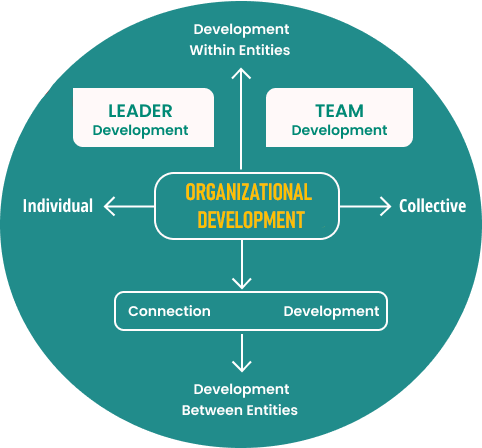 Development
Within Entities
LEADER
Development
TEAM
Development
ORGANIZATIONAL
DEVELOPMENT
Individual
Collective
Connection Development
Development
Between Entities